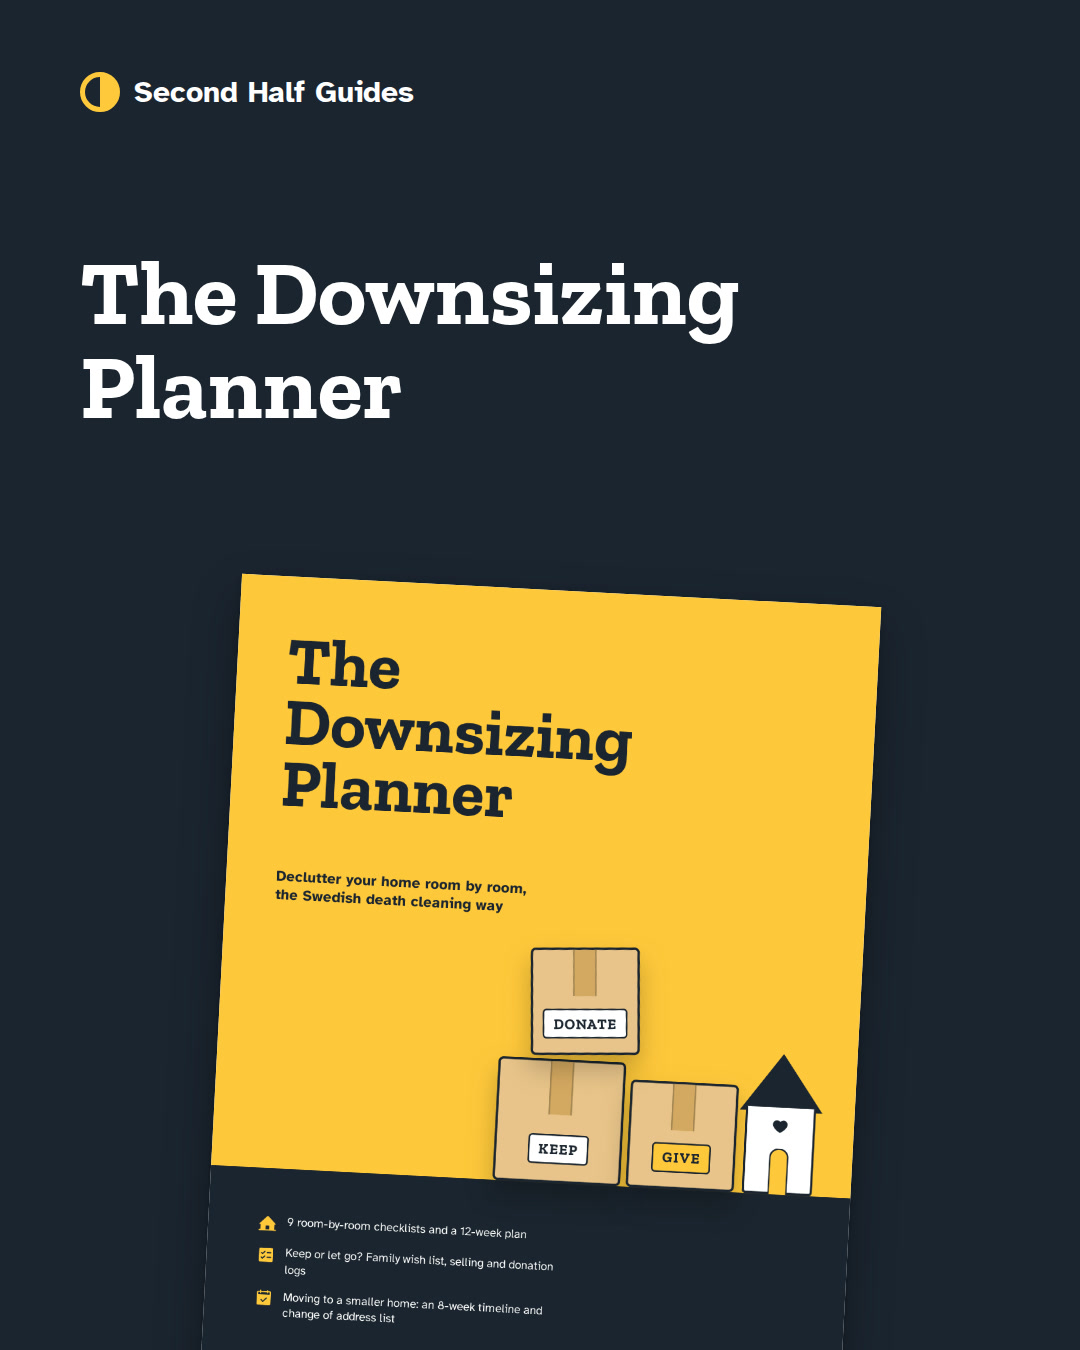 Second Half Guides
The Downsizing
Planner
The
Downsizing
Planner
Declutter your home room by room,
the Swedish death cleaning way
DONATE
KEEP
GIVE
9 room-by-room checklists and a 12-week plan
Keep or let go? Family wish list, selling and donation
logs
Moving to a smaller home: an 8-week timeline and
change of address list